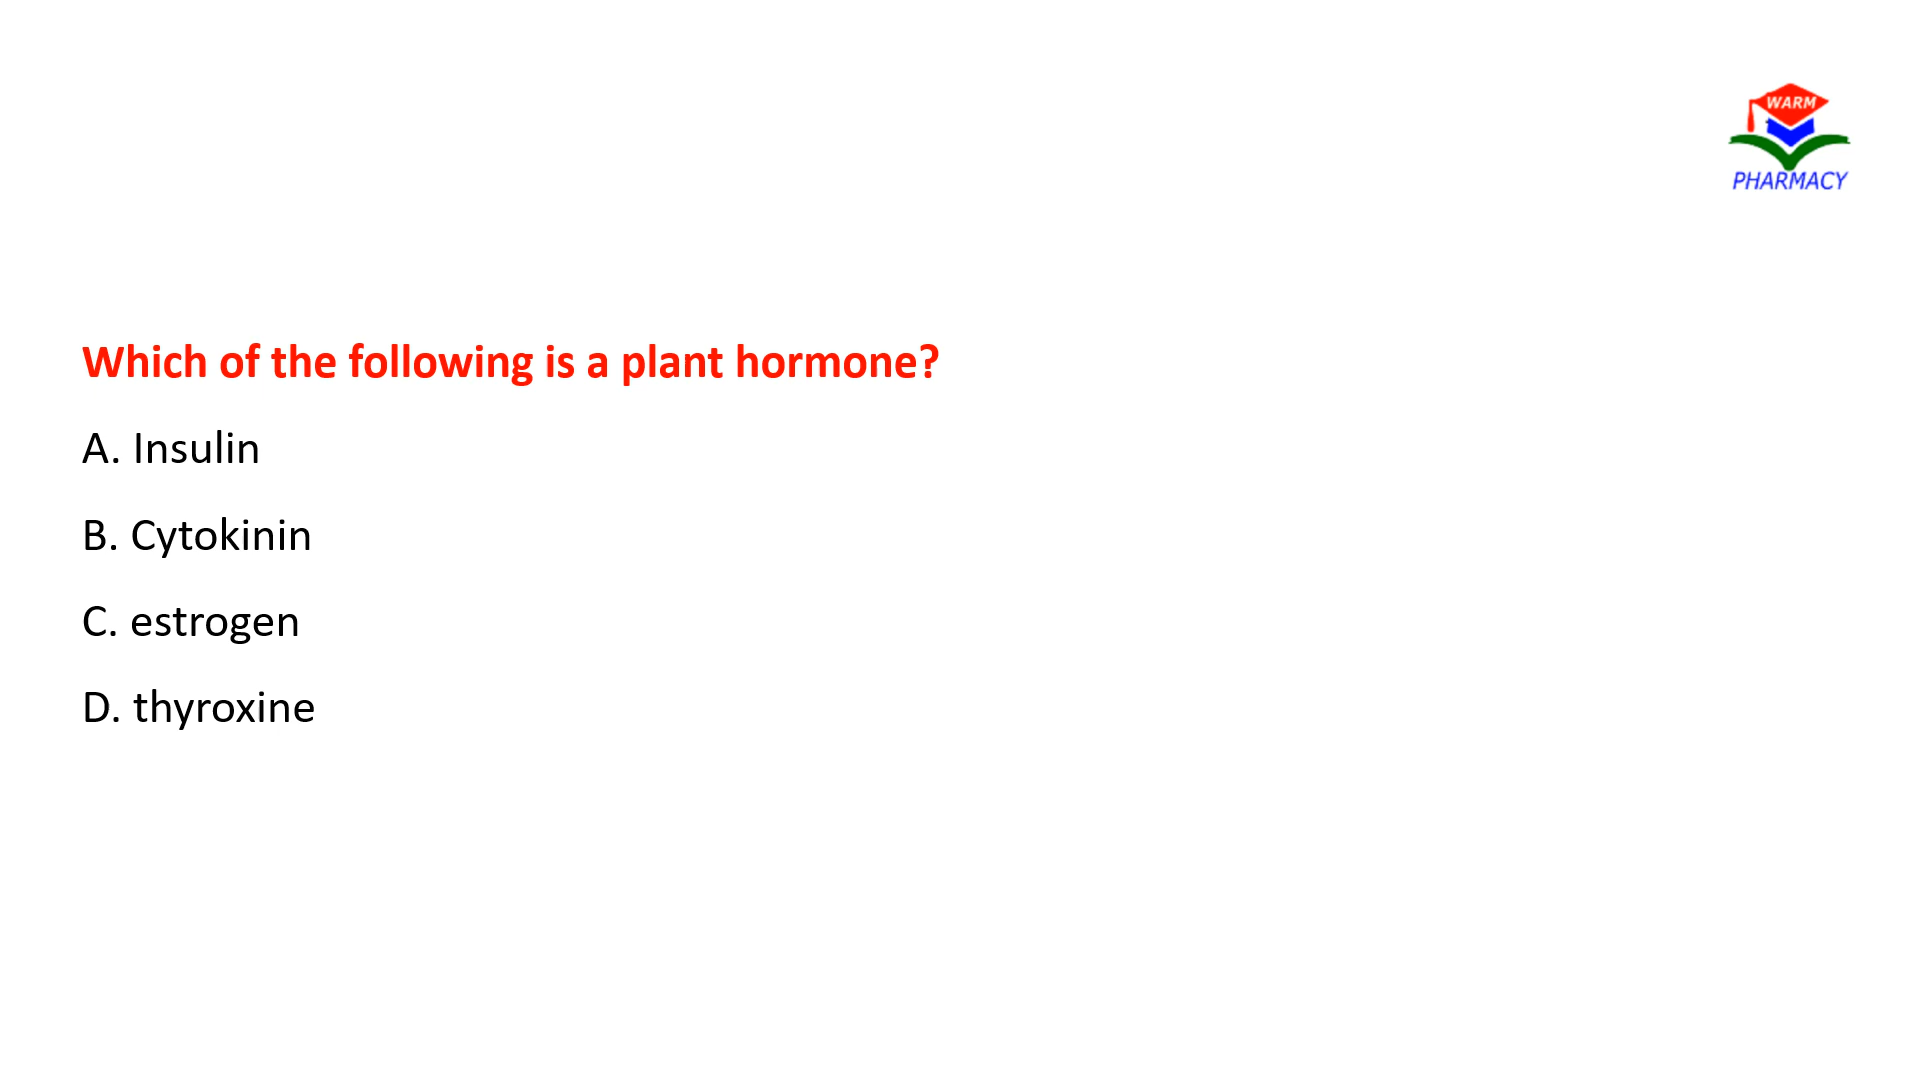 WARM
PHARMACY
Which of the following is a plant hormone?
A. Insulin
B. Cytokinin
C. estrogen
D. thyroxine